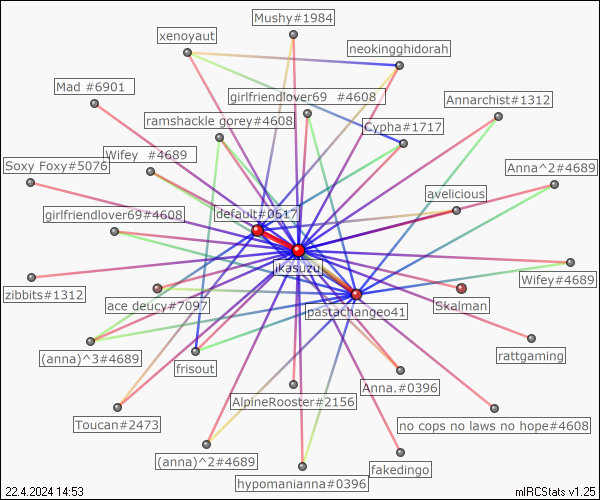 Mushy#1984
xenoyaut
neokingghidorah
Mad #6901
girlfriendlover69 #4608
Annarchist#1312
ramshackle gorey#4608
Cypha#1717
Wifey #4689
Soxy Foxy#5076
Anna^2#4689
avelicious
default#0617
girlfriendlover69#4608
ikasuzu
Wifey#4689
zibbits#1312
ace deucy#7097
Skalman
pastachangeo41
(anna)^3#4689
frisout
rattgaming
Anna.#0396
AlpineRooster#2156
Toucan#2473
no cops no laws no hope#4608
(anna)^2#4689
fakedingo
hypomanianna#0396
22.4.2024 14:53
mIRCStats v1.25